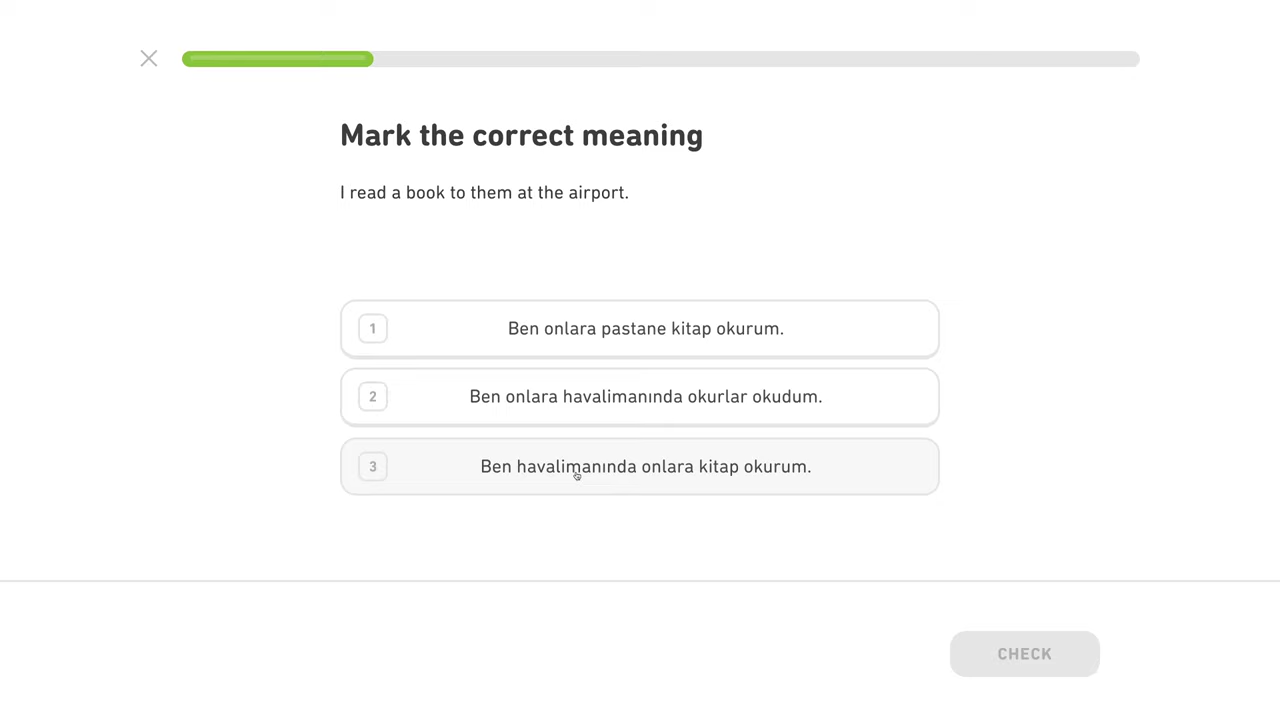 Mark the correct meaning
I read a book to them at the airport.
1 Ben onlara pastane kitap okurum.
2 Ben onlara havalimanında okurlar okudum.
3 Ben havalimanında onlara kitap okurum.
CHECK